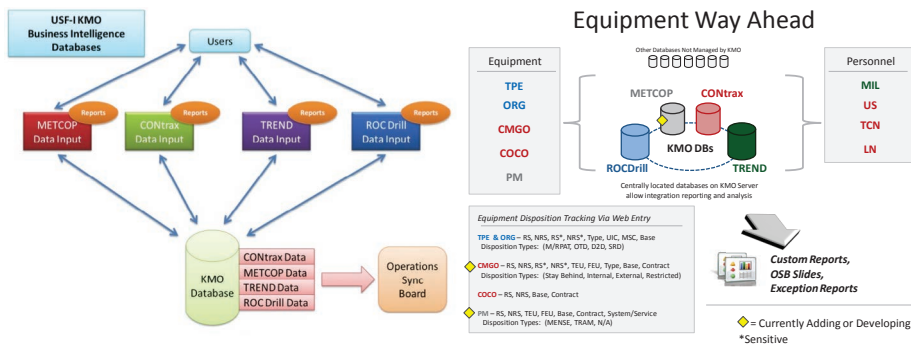 USF-I KMO
Business Intelligence
Databases
Users
Reports
Reports
Reports
Reports
METCOP
Data Input
CONtrax
Data Input
TREND
Data Input
ROC Drill
Data Input
KMO
Database
CONtrax Data
METCOP Data
TREND Data
ROC Drill Data
Operations
Sync
Board
Equipment Way Ahead
Equipment
TPE
ORG
CMGO
COCO
PM
Other Databases Not Managed by KMO
METCOP
CONtrax
KMO DBs
ROCDrill
TREND
Centrally located databases on KMO Server
allow integration reporting and analysis
Personnel
MIL
US
TCN
LN
Equipment Disposition Tracking Via Web Entry
TPE & ORG – RS, NRS, RS*, NRS*, Type, UIC, MSC, Base
Disposition Types: (M/RPAT, OTD, D2D, SRD)
CMGO – RS, NRS, RS*, NRS*, TEU, FEU, Type, Base, Contract
Disposition Types: (Stay Behind, Internal, External, Restricted)
COCO – RS, NRS, Base, Contract
PM – RS, NRS, TEU, FEU, Base, Contract, System/Service
Disposition Types: (MENSE, TRAM, N/A)
Custom Reports,
OSB Slides,
Exception Reports
= Currently Adding or Developing
*Sensitive